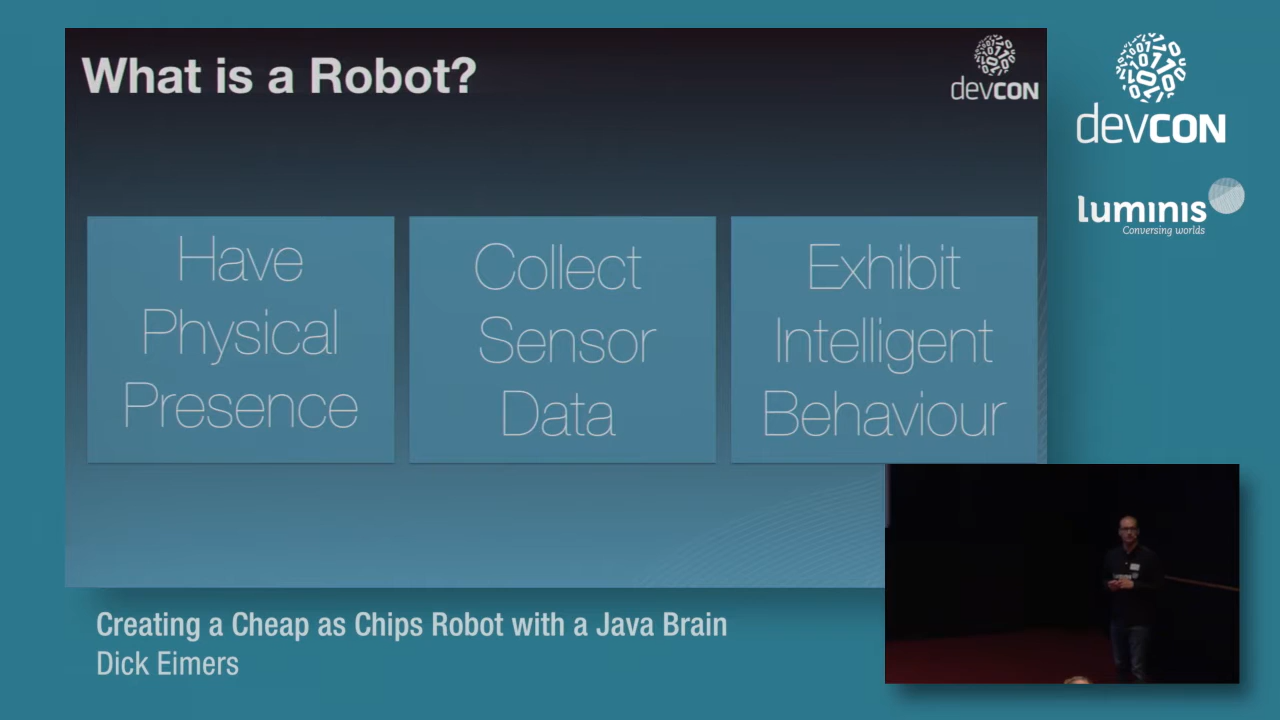 What is a Robot?
devcon
Have
Physical
Presence
Collect
Sensor
Data
Exhibit
Intelligent
Behaviour
devcon
luminis
Conversing worlds
Creating a Cheap as Chips Robot with a Java Brain
Dick Eimers